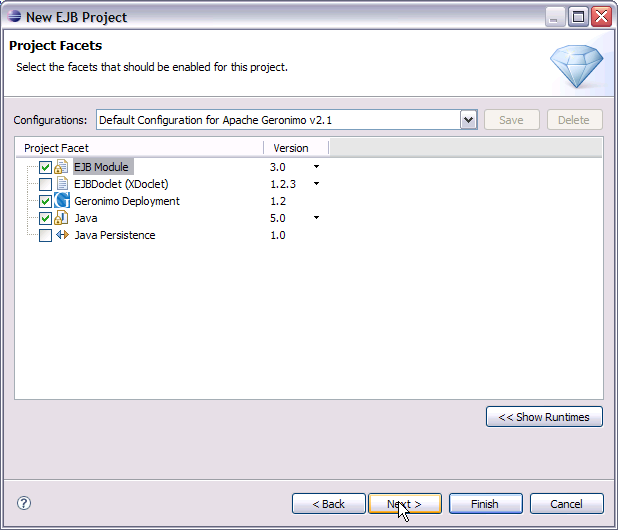 New EJB Project
Project Facets
Select the facets that should be enabled for this project.
Configurations: Default Configuration for Apache Geronimo v2.1 Save Delete
Project Facet Version
EJB Module 3.0
EJBDoclet (XDoclet) 1.2.3
Geronimo Deployment 1.2
Java 5.0
Java Persistence 1.0
<< Show Runtimes
? < Back Next > Finish Cancel